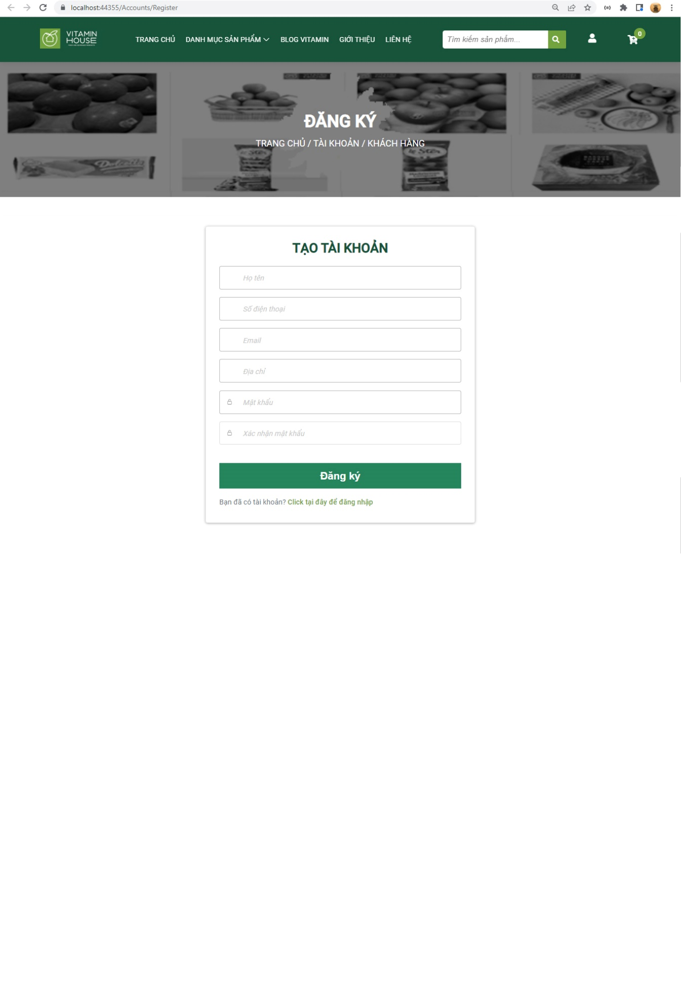 localhost:44355/Accounts/Register
VITAMIN
HOUSE
TRANG CHỦ
DANH MỤC SẢN PHẨM
BLOG VITAMIN
GIỚI THIỆU
LIÊN HỆ
Tìm kiếm sản phẩm...
0
ĐĂNG KÝ
TRANG CHỦ / TÀI KHOẢN / KHÁCH HÀNG
Dolcetto
le Ster
TẠO TÀI KHOẢN
Họ tên
Số điện thoại
Email
Địa chỉ
Mật khẩu
Xác nhận mật khẩu
Đăng ký
Bạn đã có tài khoản? Click tại đây để đăng nhập